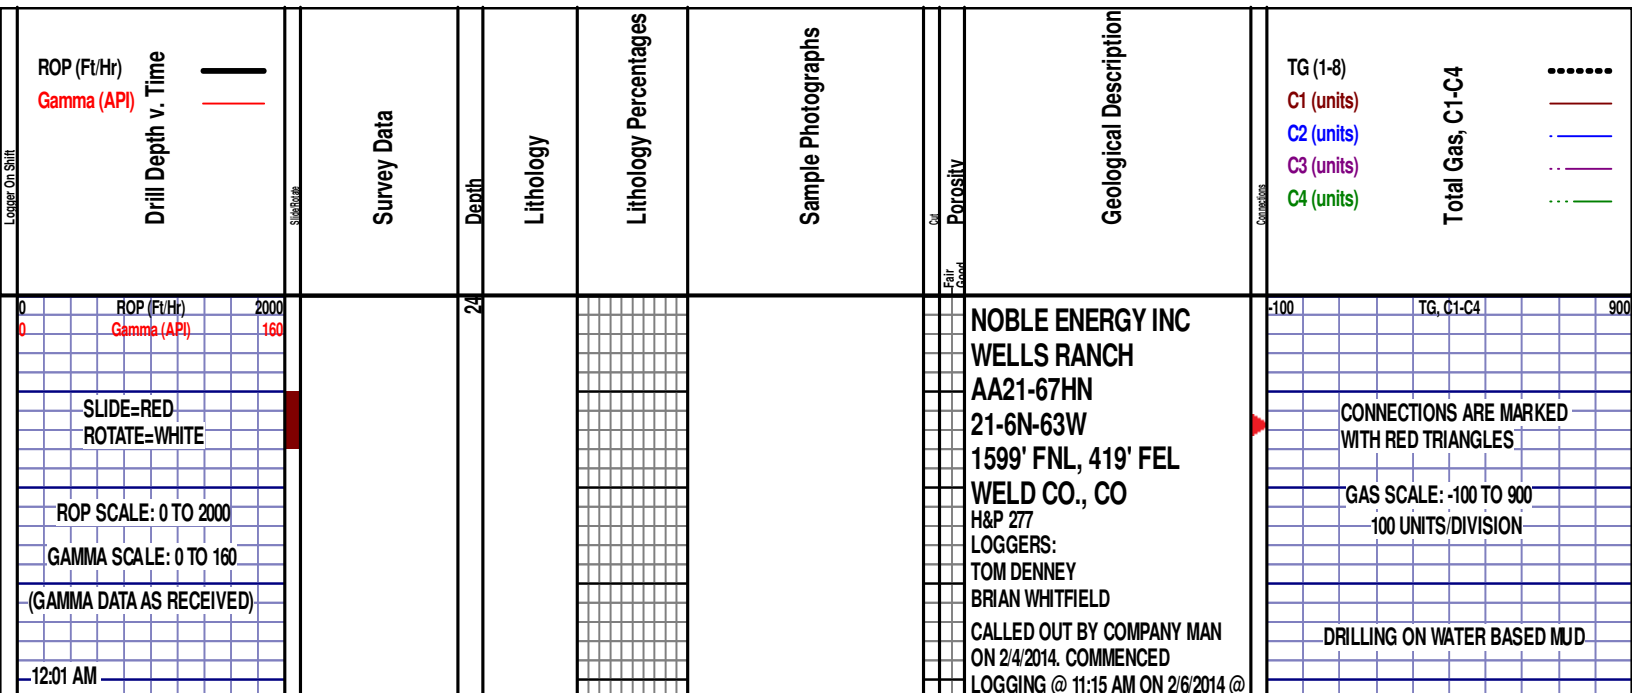 Logger On Shift
ROP (Ft/Hr)
Gamma (API)
Drill Depth v. Time
Slide/Rotate
Survey Data
Depth
Lithology
Lithology Percentages
Sample Photographs
Cut
Porosity
Fair
Good
Geological Description
Connections
TG (1-8)
C1 (units)
C2 (units)
C3 (units)
C4 (units)
Total Gas, C1-C4
0 ROP (Ft/Hr) 2000
0 Gamma (API) 160
SLIDE=RED
ROTATE=WHITE
ROP SCALE: 0 TO 2000
GAMMA SCALE: 0 TO 160
(GAMMA DATA AS RECEIVED)
12:01 AM
24
NOBLE ENERGY INC
WELLS RANCH
AA21-67HN
21-6N-63W
1599' FNL, 419' FEL
WELD CO., CO
H&P 277
LOGGERS:
TOM DENNEY
BRIAN WHITFIELD
CALLED OUT BY COMPANY MAN
ON 2/4/2014. COMMENCED
LOGGING @ 11:15 AM ON 2/6/2014 @
-100 TG, C1-C4 900
CONNECTIONS ARE MARKED
WITH RED TRIANGLES
GAS SCALE: -100 TO 900
100 UNITS/DIVISION
DRILLING ON WATER BASED MUD